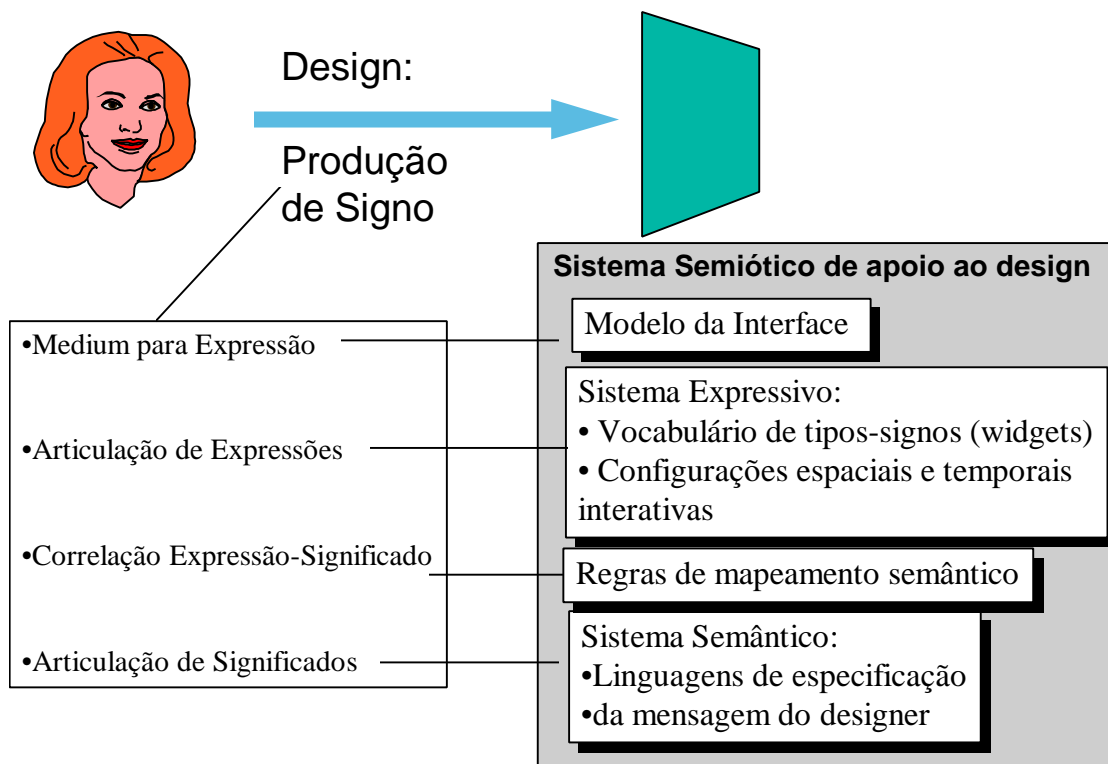 Design:
Produção
de Signo
Sistema Semiótico de apoio ao design
•Medium para Expressão
•Articulação de Expressões
•Correlação Expressão-Significado
•Articulação de Significados
Modelo da Interface
Sistema Expressivo:
• Vocabulário de tipos-signos (widgets)
• Configurações espaciais e temporais
interativas
Regras de mapeamento semântico
Sistema Semântico:
•Linguagens de especificação
•da mensagem do designer